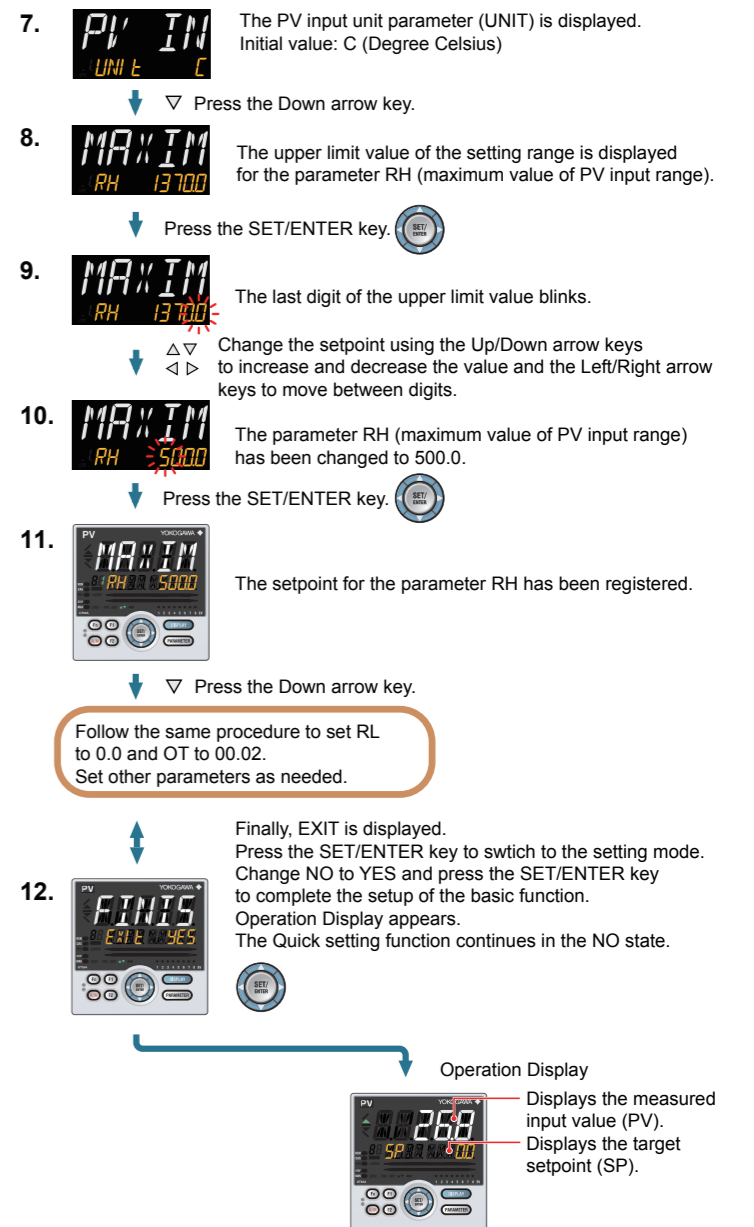 7.
PV IN
UNIT C
The PV input unit parameter (UNIT) is displayed.
Initial value: C (Degree Celsius)
▽ Press the Down arrow key.
8.
MAXIM
RH 1370.0
The upper limit value of the setting range is displayed
for the parameter RH (maximum value of PV input range).
Press the SET/ENTER key.
SET/
ENTER
9.
MAXIM
RH 1370.0
The last digit of the upper limit value blinks.
△ ▽
◁ ▷
Change the setpoint using the Up/Down arrow keys
to increase and decrease the value and the Left/Right arrow
keys to move between digits.
10.
MAXIM
RH 500.0
The parameter RH (maximum value of PV input range)
has been changed to 500.0.
Press the SET/ENTER key.
SET/
ENTER
11.
PV YOKOGAWA
MAXIM
RH 500.0
SET/
ENTER
DISPLAY
PARAMETER
The setpoint for the parameter RH has been registered.
▽ Press the Down arrow key.
Follow the same procedure to set RL
to 0.0 and OT to 00.02.
Set other parameters as needed.
12.
PV YOKOGAWA
FINIS
EXIT YES
SET/
ENTER
DISPLAY
PARAMETER
Finally, EXIT is displayed.
Press the SET/ENTER key to swtich to the setting mode.
Change NO to YES and press the SET/ENTER key
to complete the setup of the basic function.
Operation Display appears.
The Quick setting function continues in the NO state.
SET/
ENTER
Operation Display
PV YOKOGAWA
26.8
SP 0.0
SET/
ENTER
DISPLAY
PARAMETER
Displays the measured
input value (PV).
Displays the target
setpoint (SP).